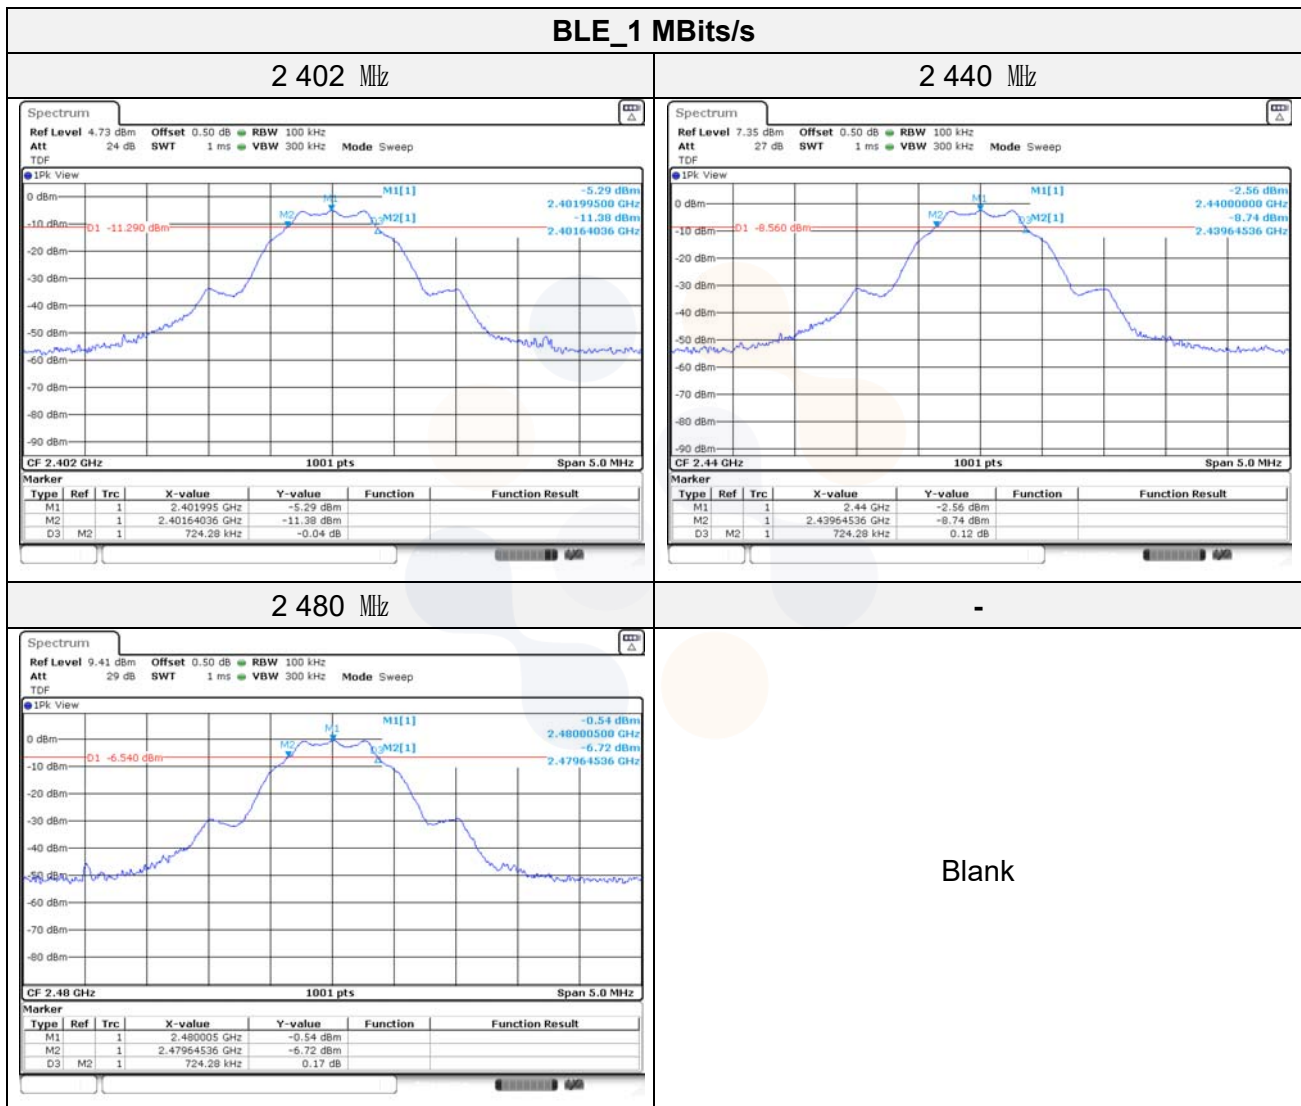 BLE_1 MBits/s
2 402 ㎒ 2 440 ㎒
Spectrum
Ref Level 4.73 dBm Offset 0.50 dB RBW 100 kHz
Att 24 dB SWT 1 ms VBW 300 kHz Mode Sweep
TDF
1Pk View
M1[1] -5.29 dBm
2.40199500 GHz
M2[1] -11.38 dBm
2.40164036 GHz
M1
M2
D3
D1 -11.290 dBm
0 dBm
-10 dBm
-20 dBm
-30 dBm
-40 dBm
-50 dBm
-60 dBm
-70 dBm
-80 dBm
-90 dBm
CF 2.402 GHz 1001 pts Span 5.0 MHz
Marker
Type Ref Trc X-value Y-value Function Function Result
M1 1 2.401995 GHz -5.29 dBm
M2 1 2.40164036 GHz -11.38 dBm
D3 M2 1 724.28 kHz -0.04 dB
Spectrum
Ref Level 7.35 dBm Offset 0.50 dB RBW 100 kHz
Att 27 dB SWT 1 ms VBW 300 kHz Mode Sweep
TDF
1Pk View
M1[1] -2.56 dBm
2.44000000 GHz
M2[1] -8.74 dBm
2.43964536 GHz
M1
M2
D3
D1 -8.560 dBm
0 dBm
-10 dBm
-20 dBm
-30 dBm
-40 dBm
-50 dBm
-60 dBm
-70 dBm
-80 dBm
-90 dBm
CF 2.44 GHz 1001 pts Span 5.0 MHz
Marker
Type Ref Trc X-value Y-value Function Function Result
M1 1 2.44 GHz -2.56 dBm
M2 1 2.43964536 GHz -8.74 dBm
D3 M2 1 724.28 kHz 0.12 dB
2 480 ㎒ -
Spectrum
Ref Level 9.41 dBm Offset 0.50 dB RBW 100 kHz
Att 29 dB SWT 1 ms VBW 300 kHz Mode Sweep
TDF
1Pk View
M1[1] -0.54 dBm
2.48000500 GHz
M2[1] -6.72 dBm
2.47964536 GHz
M1
M2
D3
D1 -6.540 dBm
0 dBm
-10 dBm
-20 dBm
-30 dBm
-40 dBm
-50 dBm
-60 dBm
-70 dBm
-80 dBm
CF 2.48 GHz 1001 pts Span 5.0 MHz
Marker
Type Ref Trc X-value Y-value Function Function Result
M1 1 2.480005 GHz -0.54 dBm
M2 1 2.47964536 GHz -6.72 dBm
D3 M2 1 724.28 kHz 0.17 dB
Blank